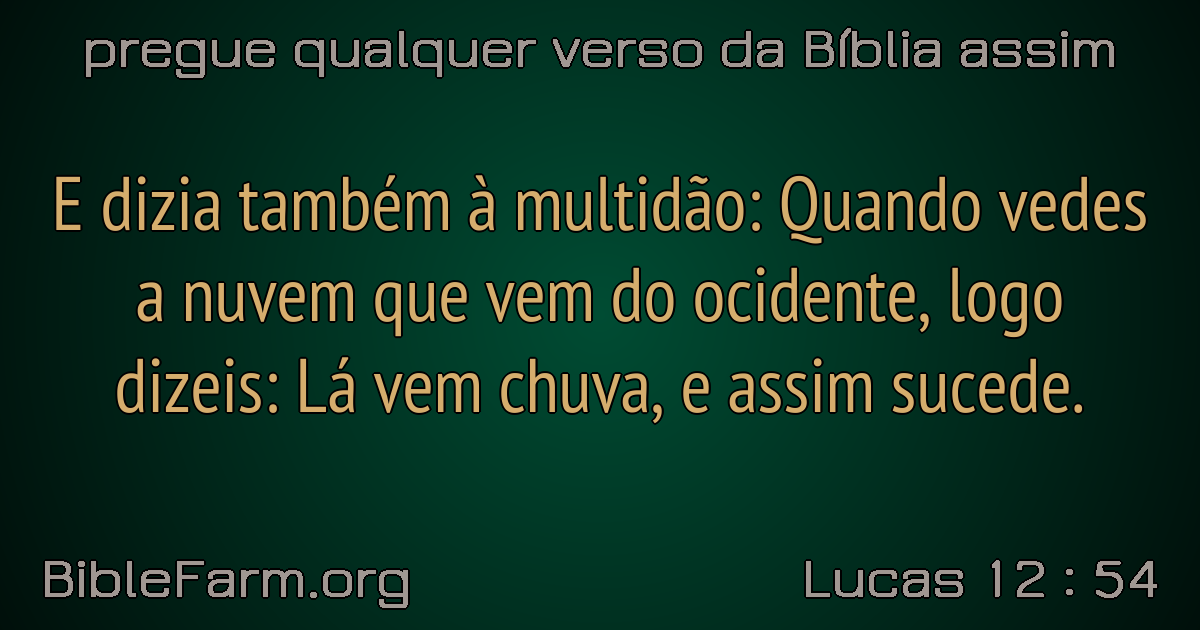 pregue qualquer verso da Bíblia assim
E dizia também à multidão: Quando vedes
a nuvem que vem do ocidente, logo
dizeis: Lá vem chuva, e assim sucede.
BibleFarm.org
Lucas 12 : 54